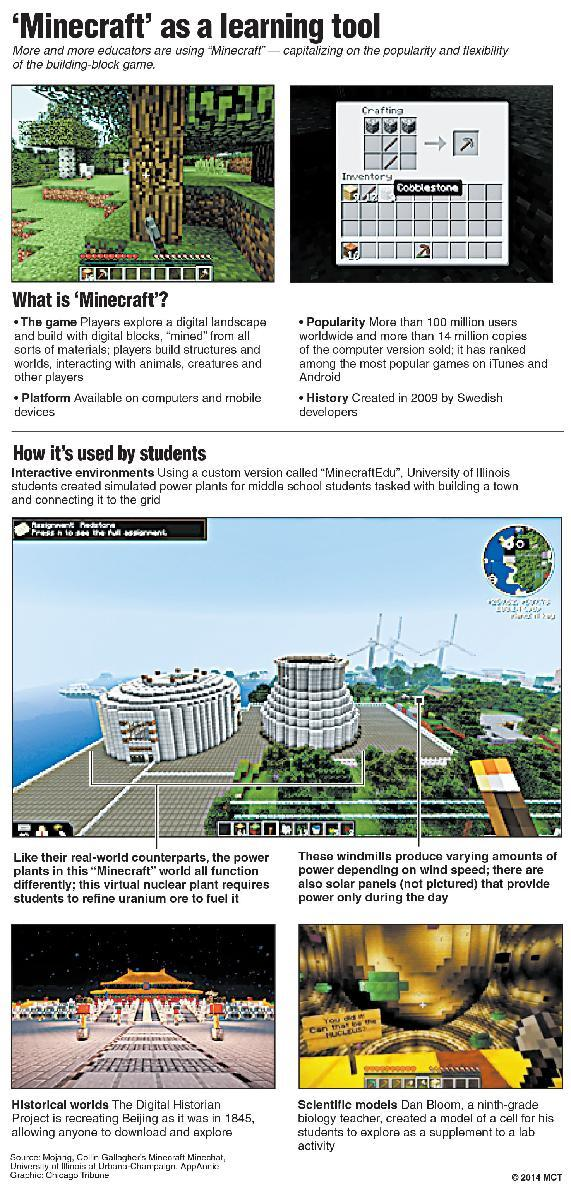 ‘Minecraft’ as a learning tool
More and more educators are using “Minecraft” — capitalizing on the popularity and flexibility
of the building-block game.
Crafting
Inventory
Cobblestone
What is ‘Minecraft’?
• The game Players explore a digital landscape
and build with digital blocks, “mined” from all
sorts of materials; players build structures and
worlds, interacting with animals, creatures and
other players
• Platform Available on computers and mobile
devices
• Popularity More than 100 million users
worldwide and more than 14 million copies
of the computer version sold; it has ranked
among the most popular games on iTunes and
Android
• History Created in 2009 by Swedish
developers
How it’s used by students
Interactive environments Using a custom version called “MinecraftEdu”, University of Illinois
students created simulated power plants for middle school students tasked with building a town
and connecting it to the grid
Assignment: Redstone
Press n to see the full assignment.
Like their real-world counterparts, the power
plants in this “Minecraft” world all function
differently; this virtual nuclear plant requires
students to refine uranium ore to fuel it
These windmills produce varying amounts of
power depending on wind speed; there are
also solar panels (not pictured) that provide
power only during the day
You did it!
Can that be the
NUCLEUS?
Historical worlds The Digital Historian
Project is recreating Beijing as it was in 1845,
allowing anyone to download and explore
Scientific models Dan Bloom, a ninth-grade
biology teacher, created a model of a cell for his
students to explore as a supplement to a lab
activity
Source: Mojang, Collin Gallagher's Minecraft Minechat,
University of Illinois at Urbana-Champaign, AppAnnie
Graphic: Chicago Tribune
© 2014 MCT